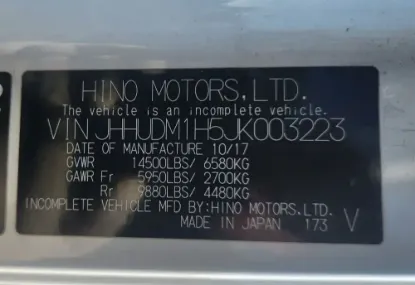 HINO MOTORS,LTD.
The vehicle is an incomplete vehicle.
VIN JHHUDM1H5JK003223
DATE OF MANUFACTURE 10/17
GVWR 14500LBS/ 6580KG
GAWR Fr 5950LBS/ 2700KG
Rr 9880LBS/ 4480KG
INCOMPLETE VEHICLE MFD BY:HINO MOTORS.LTD.
MADE IN JAPAN 173 V